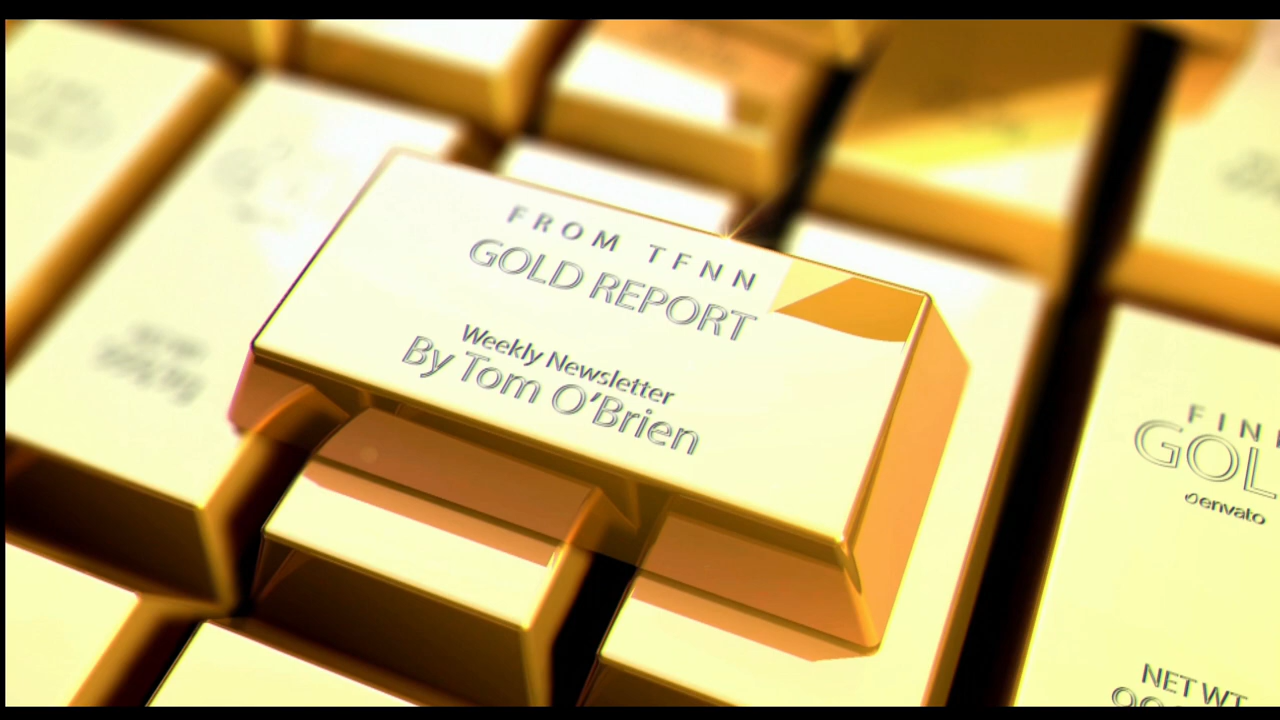 FROM TFNN
GOLD REPORT
Weekly Newsletter
By Tom O'Brien
GOL
envato
NET WT